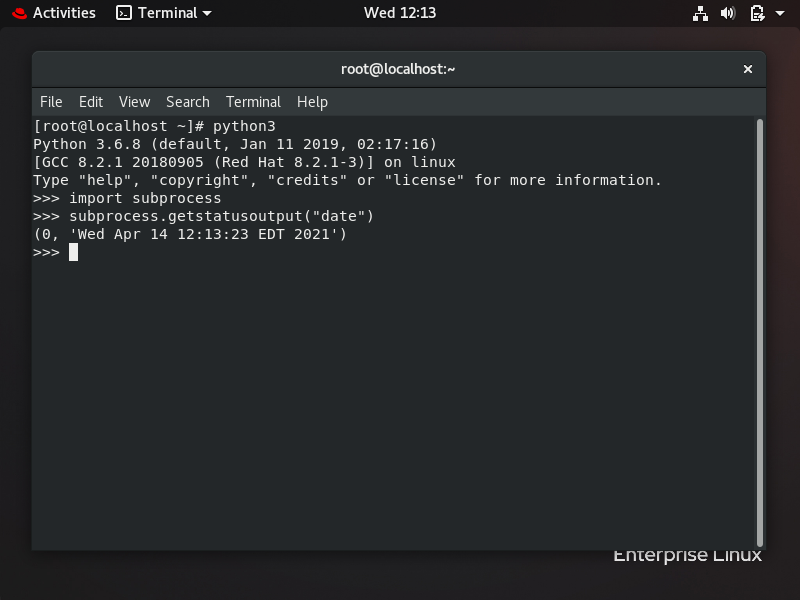 Activities Terminal Wed 12:13
root@localhost:~
File Edit View Search Terminal Help
[root@localhost ~]# python3
Python 3.6.8 (default, Jan 11 2019, 02:17:16)
[GCC 8.2.1 20180905 (Red Hat 8.2.1-3)] on linux
Type "help", "copyright", "credits" or "license" for more information.
>>> import subprocess
>>> subprocess.getstatusoutput("date")
(0, 'Wed Apr 14 12:13:23 EDT 2021')
>>>
Enterprise Linux